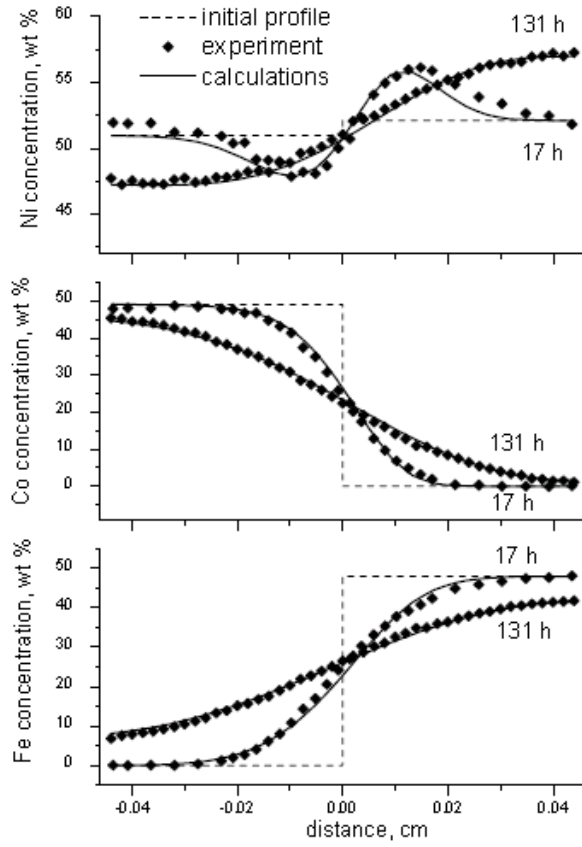 initial profile
experiment
calculations
Ni concentration, wt %
60
55
50
45
131 h
17 h
Co concentration, wt %
50
40
30
20
10
0
131 h
17 h
Fe concentration, wt %
50
40
30
20
10
0
17 h
131 h
-0.04 -0.02 0.00 0.02 0.04
distance, cm